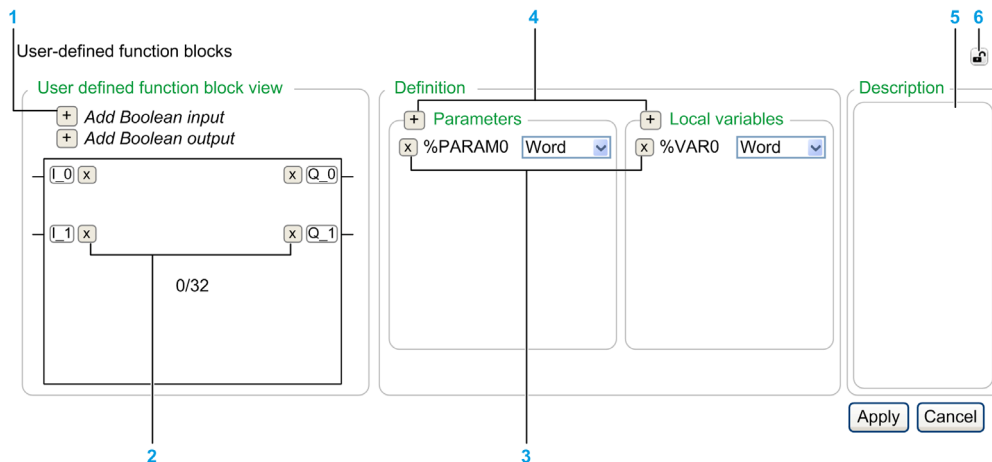 1 4 5 6
User-defined function blocks
User defined function block view Definition Description
+ Add Boolean input + Parameters + Local variables
+ Add Boolean output
x %PARAM0 Word x %VAR0 Word
I_0 x x Q_0
I_1 x x Q_1
0/32
Apply Cancel
2 3